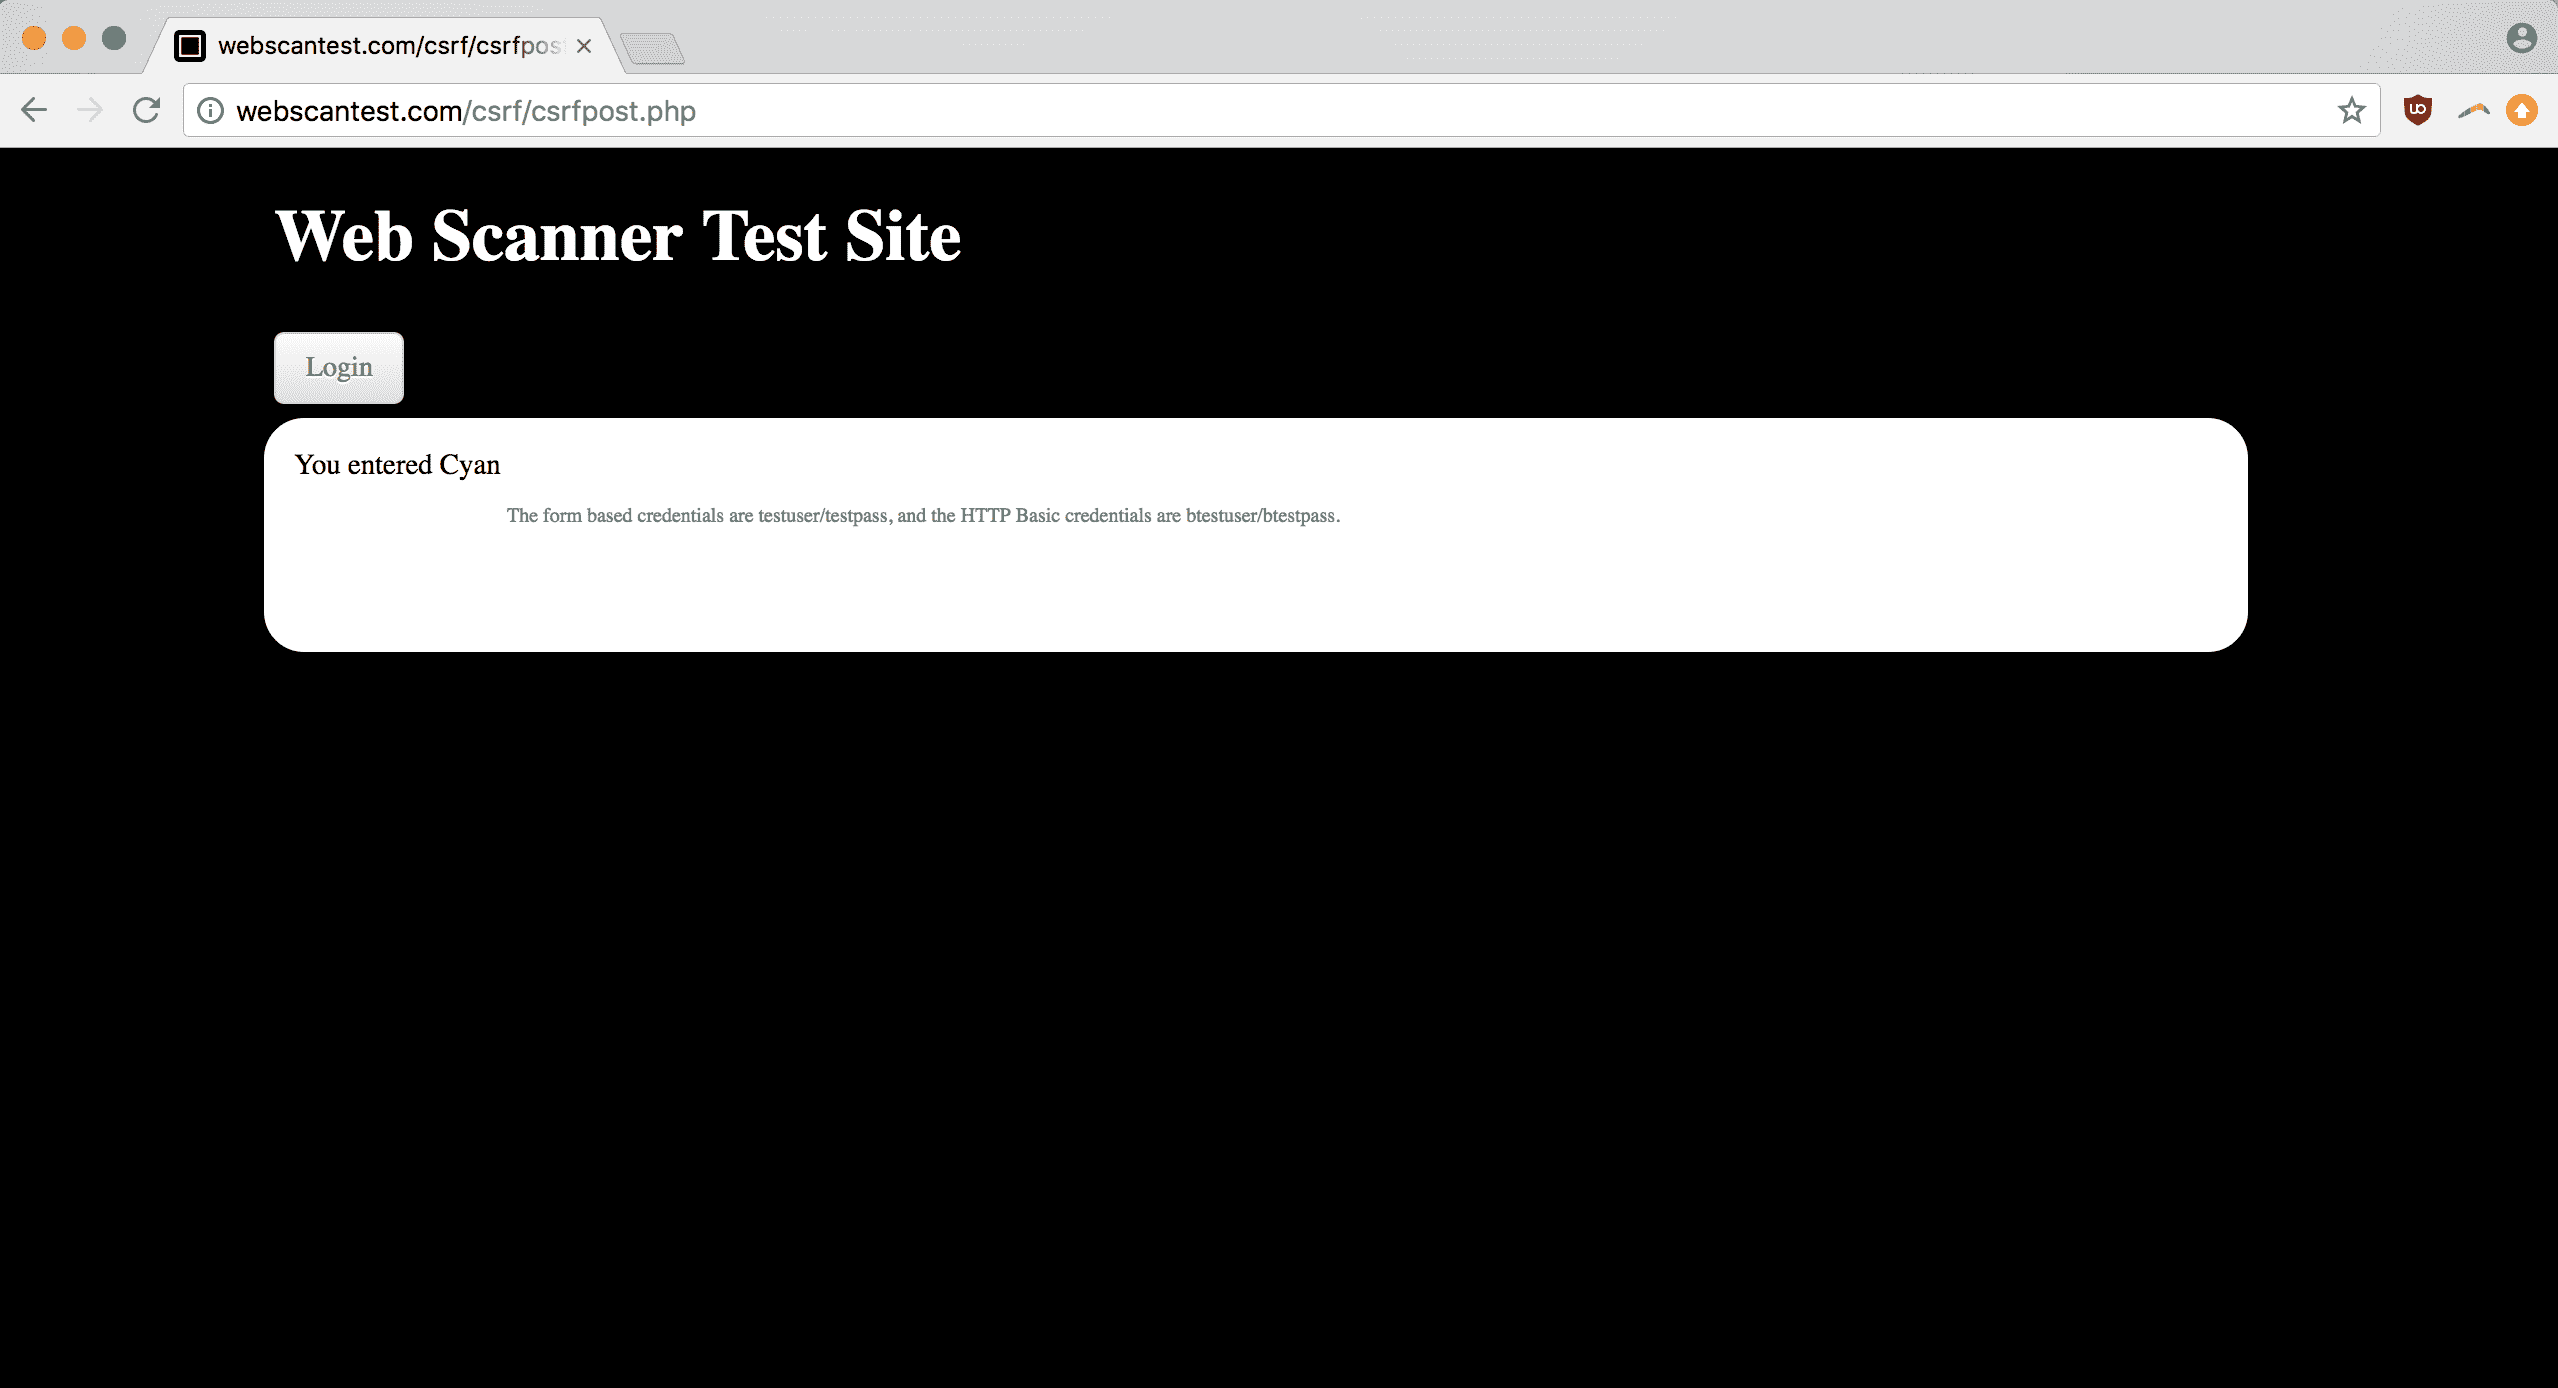 webscantest.com/csrf/csrfpos
webscantest.com/csrf/csrfpost.php
Web Scanner Test Site
Login
You entered Cyan
The form based credentials are testuser/testpass, and the HTTP Basic credentials are btestuser/btestpass.